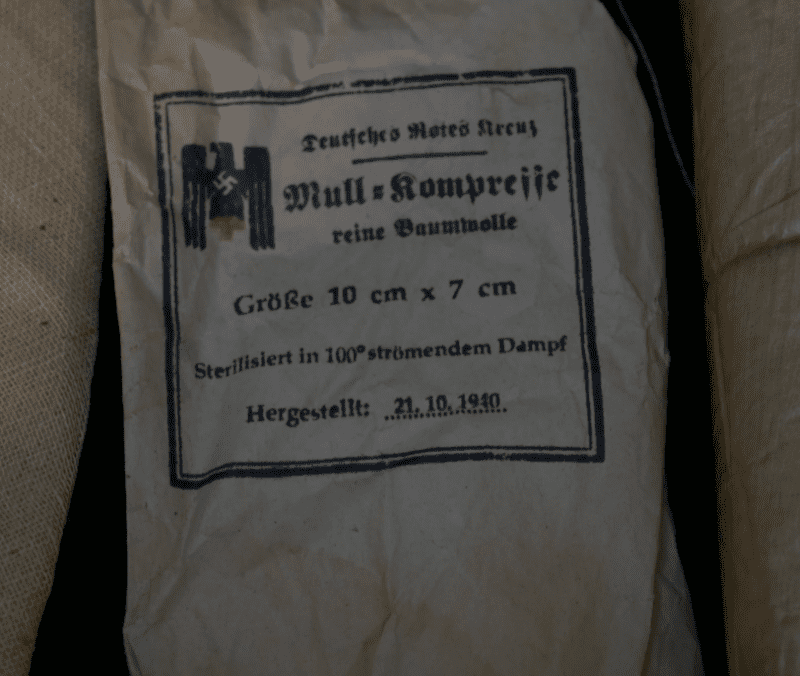 Deutsches Rotes Kreuz
Mull=Kompresse
reine Baumwolle
Größe 10 cm x 7 cm
Sterilisiert in 100° strömendem Dampf
Hergestellt: 21. 10. 1940.